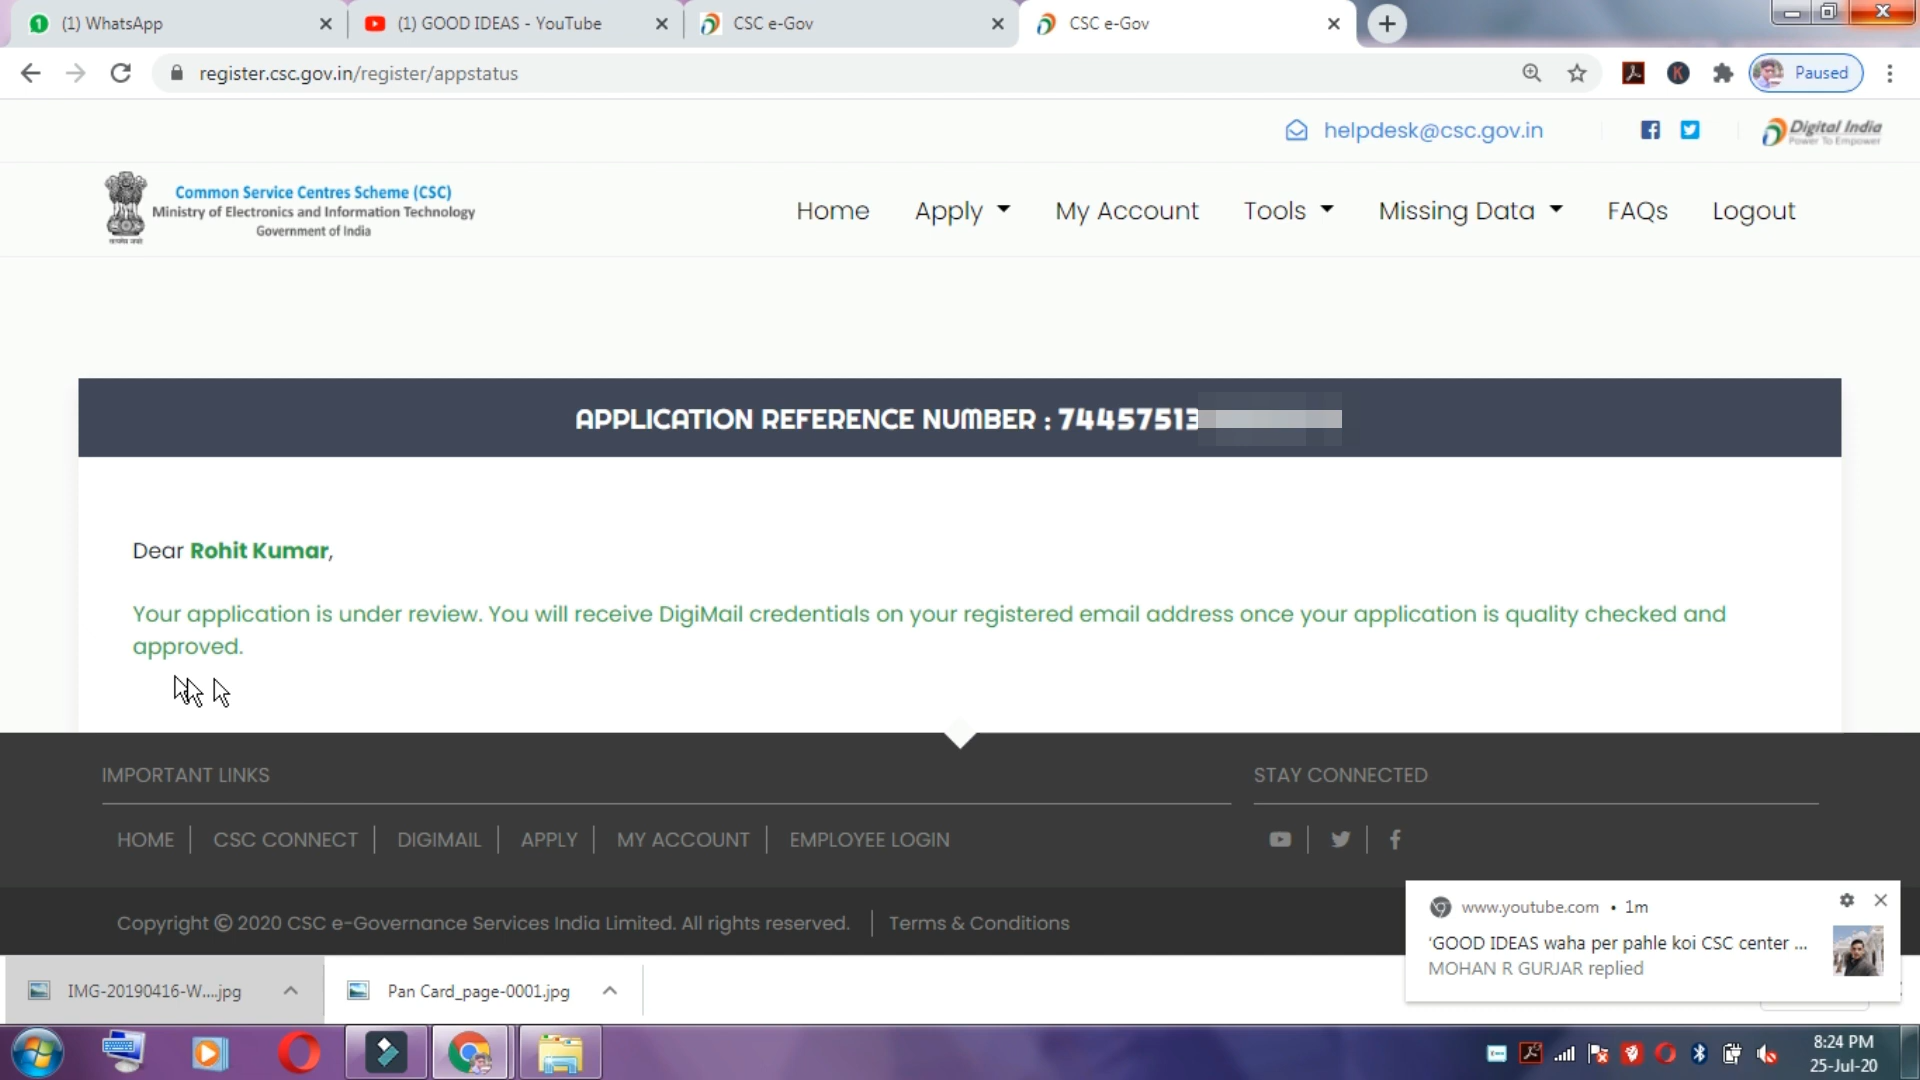 (1) WhatsApp
(1) GOOD IDEAS - YouTube
CSC e-Gov
CSC e-Gov
register.csc.gov.in/register/appstatus
K
Paused
helpdesk@csc.gov.in
Digital India
Power To Empower
Common Service Centres Scheme (CSC)
Ministry of Electronics and Information Technology
Government of India
सत्यमेव जयते
Home
Apply
My Account
Tools
Missing Data
FAQs
Logout
APPLICATION REFERENCE NUMBER : 74457513
Dear Rohit Kumar,
Your application is under review. You will receive DigiMail credentials on your registered email address once your application is quality checked and
approved.
IMPORTANT LINKS
STAY CONNECTED
HOME
CSC CONNECT
DIGIMAIL
APPLY
MY ACCOUNT
EMPLOYEE LOGIN
Copyright © 2020 CSC e-Governance Services India Limited. All rights reserved.
Terms & Conditions
www.youtube.com • 1m
'GOOD IDEAS waha per pahle koi CSC center ...
MOHAN R GURJAR replied
IMG-20190416-W....jpg
Pan Card_page-0001.jpg
8:24 PM
25-Jul-20